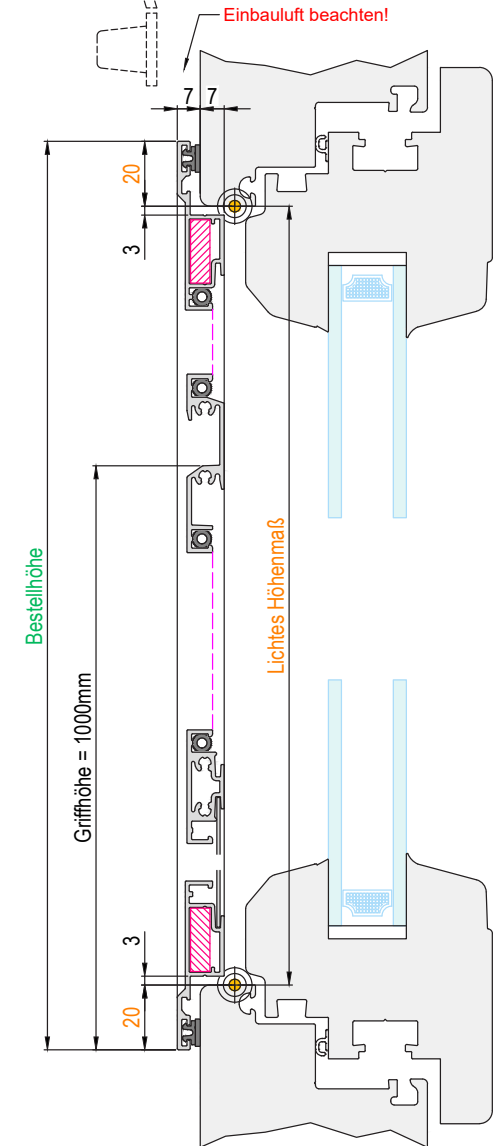 Einbauluft beachten!
7 7
20
3
Bestellhöhe
Griffhöhe = 1000mm
Lichtes Höhenmaß
3
20